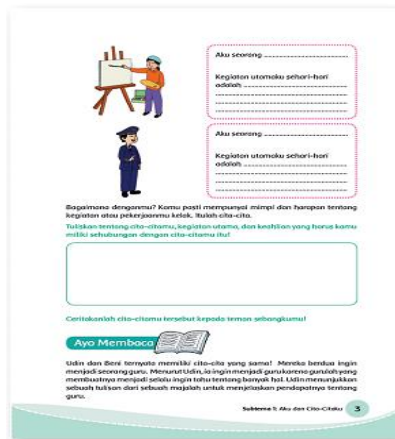 Aku seorang
Kegiatan utamaku sehari-hari
adalah
Aku seorang
Kegiatan utamaku sehari-hari
adalah
Bagaimana denganmu? Kamu pasti mempunyai mimpi dan harapan tentang
kegiatan atau pekerjaanmu kelak. Itulah cita-cita.
Tuliskan tentang cita-citamu, kegiatan utama, dan keahlian yang harus kamu
miliki sehubungan dengan cita-citamu itu!
Ceritakanlah cita-citamu tersebut kepada teman sebangkumu!
Ayo Membaca
Udin dan Beni ternyata memiliki cita-cita yang sama! Mereka berdua ingin
menjadi seorang guru. Menurut Udin, ia ingin menjadi guru karena gurulah yang
membuatnya menjadi selalu ingin tahu tentang banyak hal. Udin menunjukkan
sebuah tulisan dari sebuah majalah untuk menjelaskan pendapatnya tentang
guru.
Subtema 1: Aku dan Cita-Citaku 3